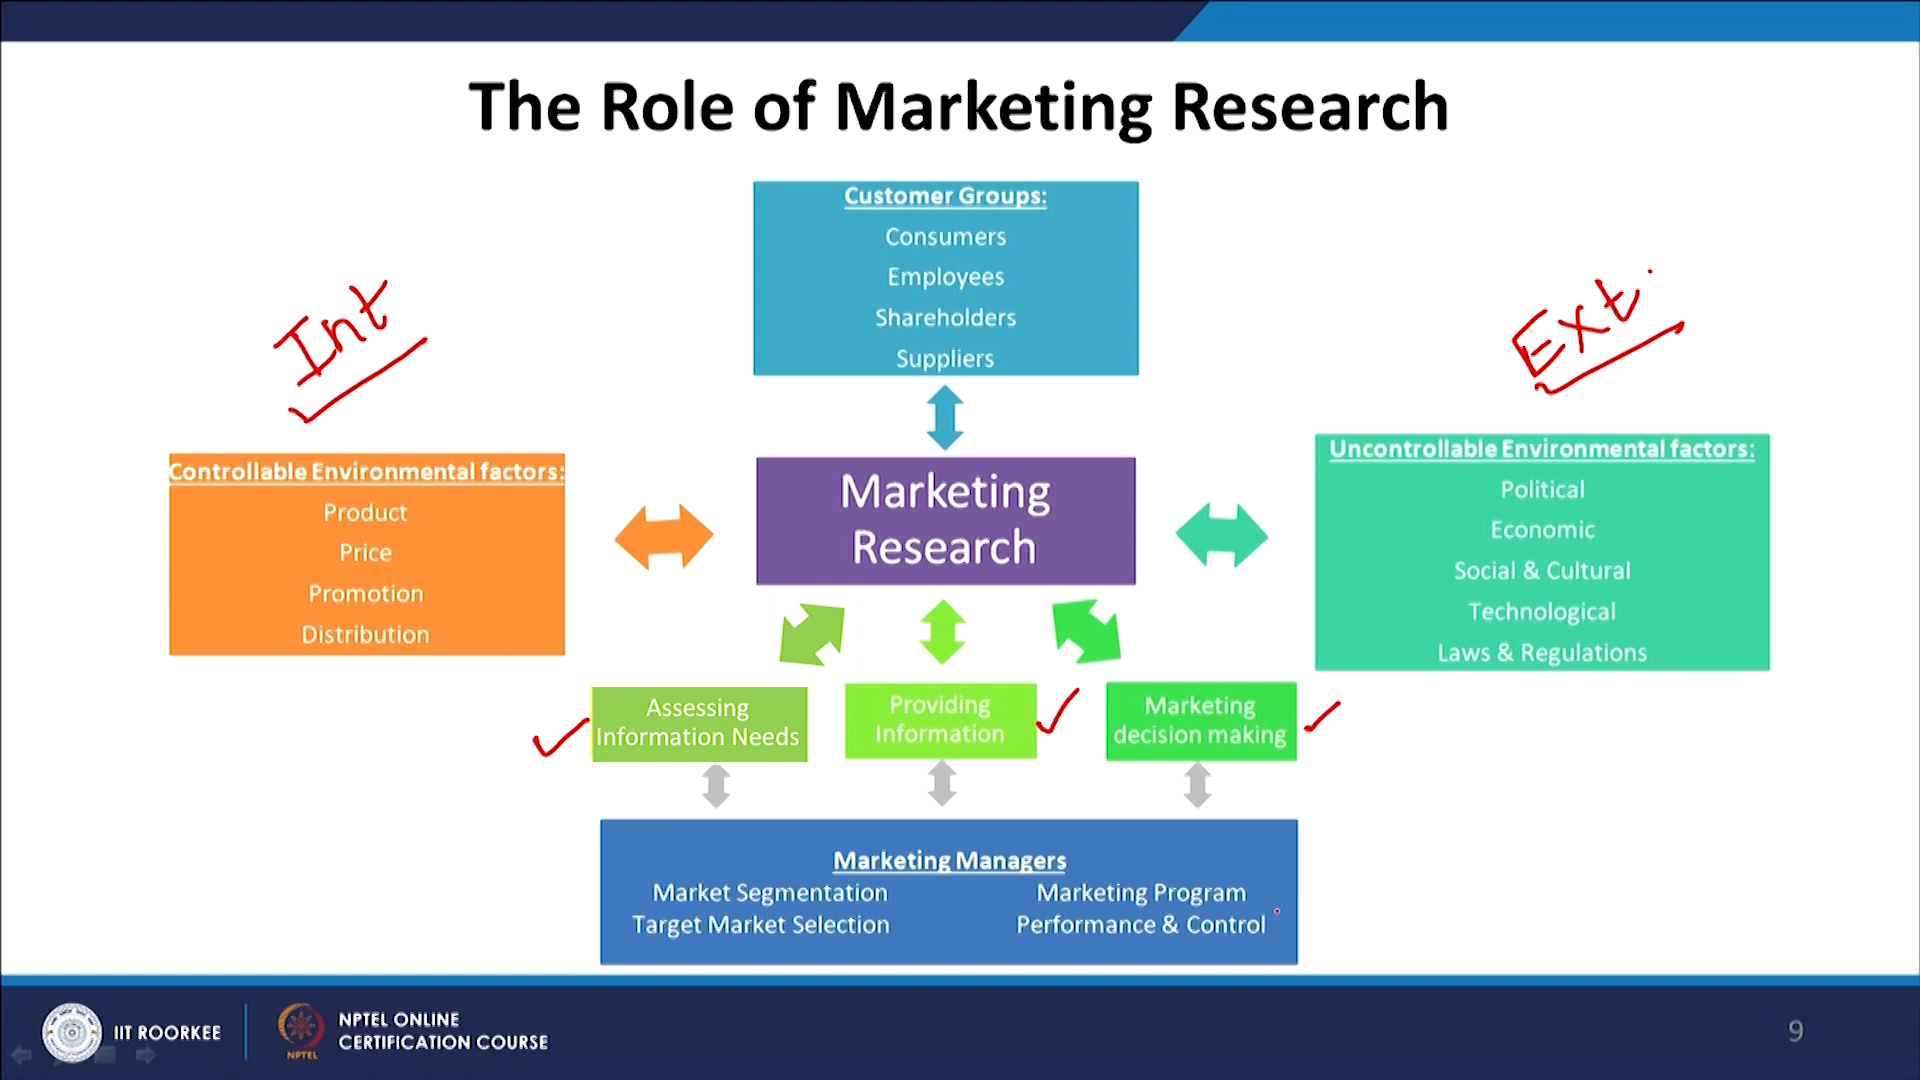 The Role of Marketing Research
Customer Groups:
Consumers
Employees
Shareholders
Suppliers
Int
Ext.
Controllable Environmental factors:
Product
Price
Promotion
Distribution
Marketing
Research
Uncontrollable Environmental factors:
Political
Economic
Social & Cultural
Technological
Laws & Regulations
Assessing
Information Needs
Providing
Information
Marketing
decision making
Marketing Managers
Market Segmentation
Target Market Selection
Marketing Program
Performance & Control
IIT ROORKEE
NPTEL
NPTEL ONLINE
CERTIFICATION COURSE
9